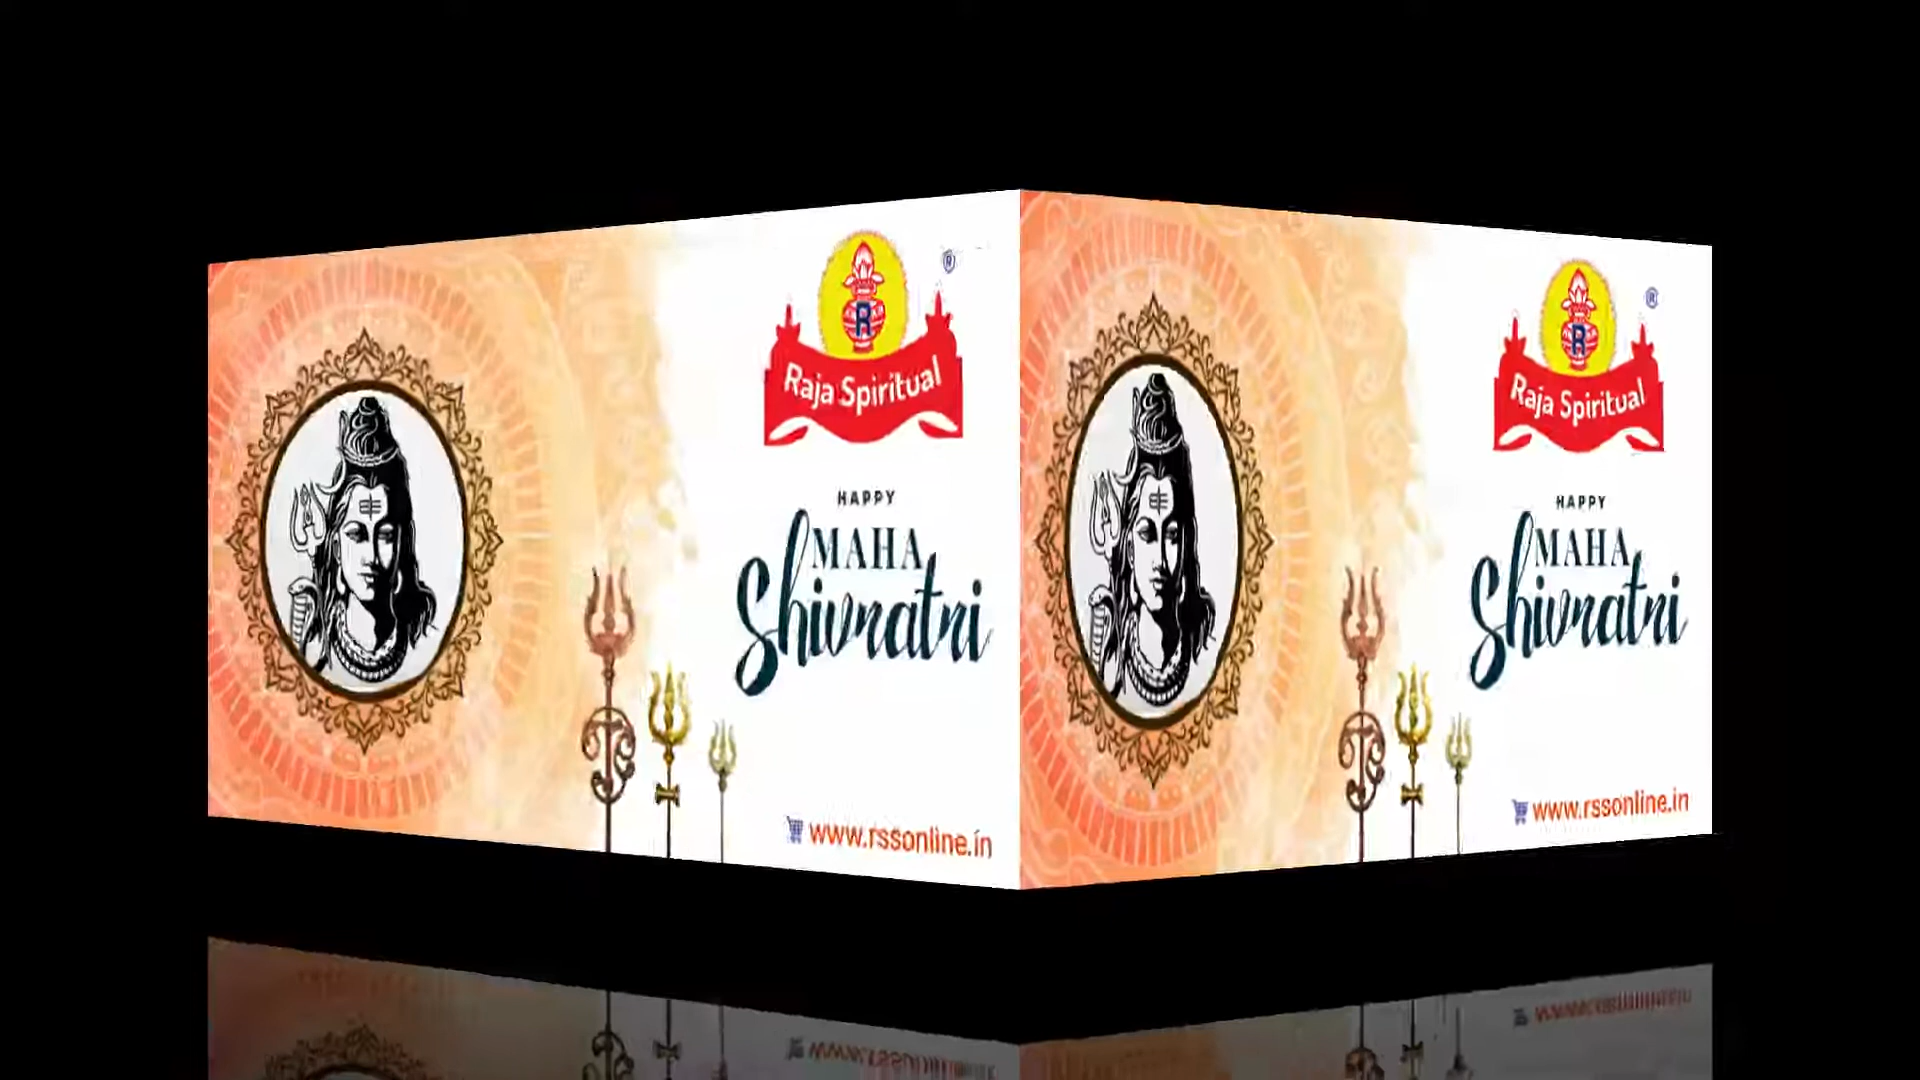 ®
R
Raja Spiritual
HAPPY
MAHA
Shivratri
www.rssonline.in
®
R
Raja Spiritual
HAPPY
MAHA
Shivratri
www.rssonline.in